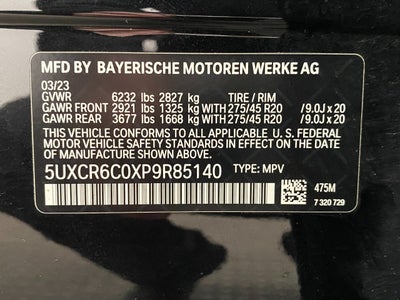 MFD BY BAYERISCHE MOTOREN WERKE AG
03/23
GVWR 6232 lbs 2827 kg TIRE / RIM
GAWR FRONT 2921 lbs 1325 kg WITH 275/45 R20 /9.0J x 20
GAWR REAR 3677 lbs 1668 kg WITH 275/45 R20 /9.0J x 20
THIS VEHICLE CONFORMS TO ALL APPLICABLE U. S. FEDERAL
MOTOR VEHICLE SAFETY STANDARDS
IN EFFECT ON THE DATE OF
MANUFACTURE SHOWN ABOVE.
5UXCR6C0XP9R85140 TYPE: MPV
475M
7 320 729